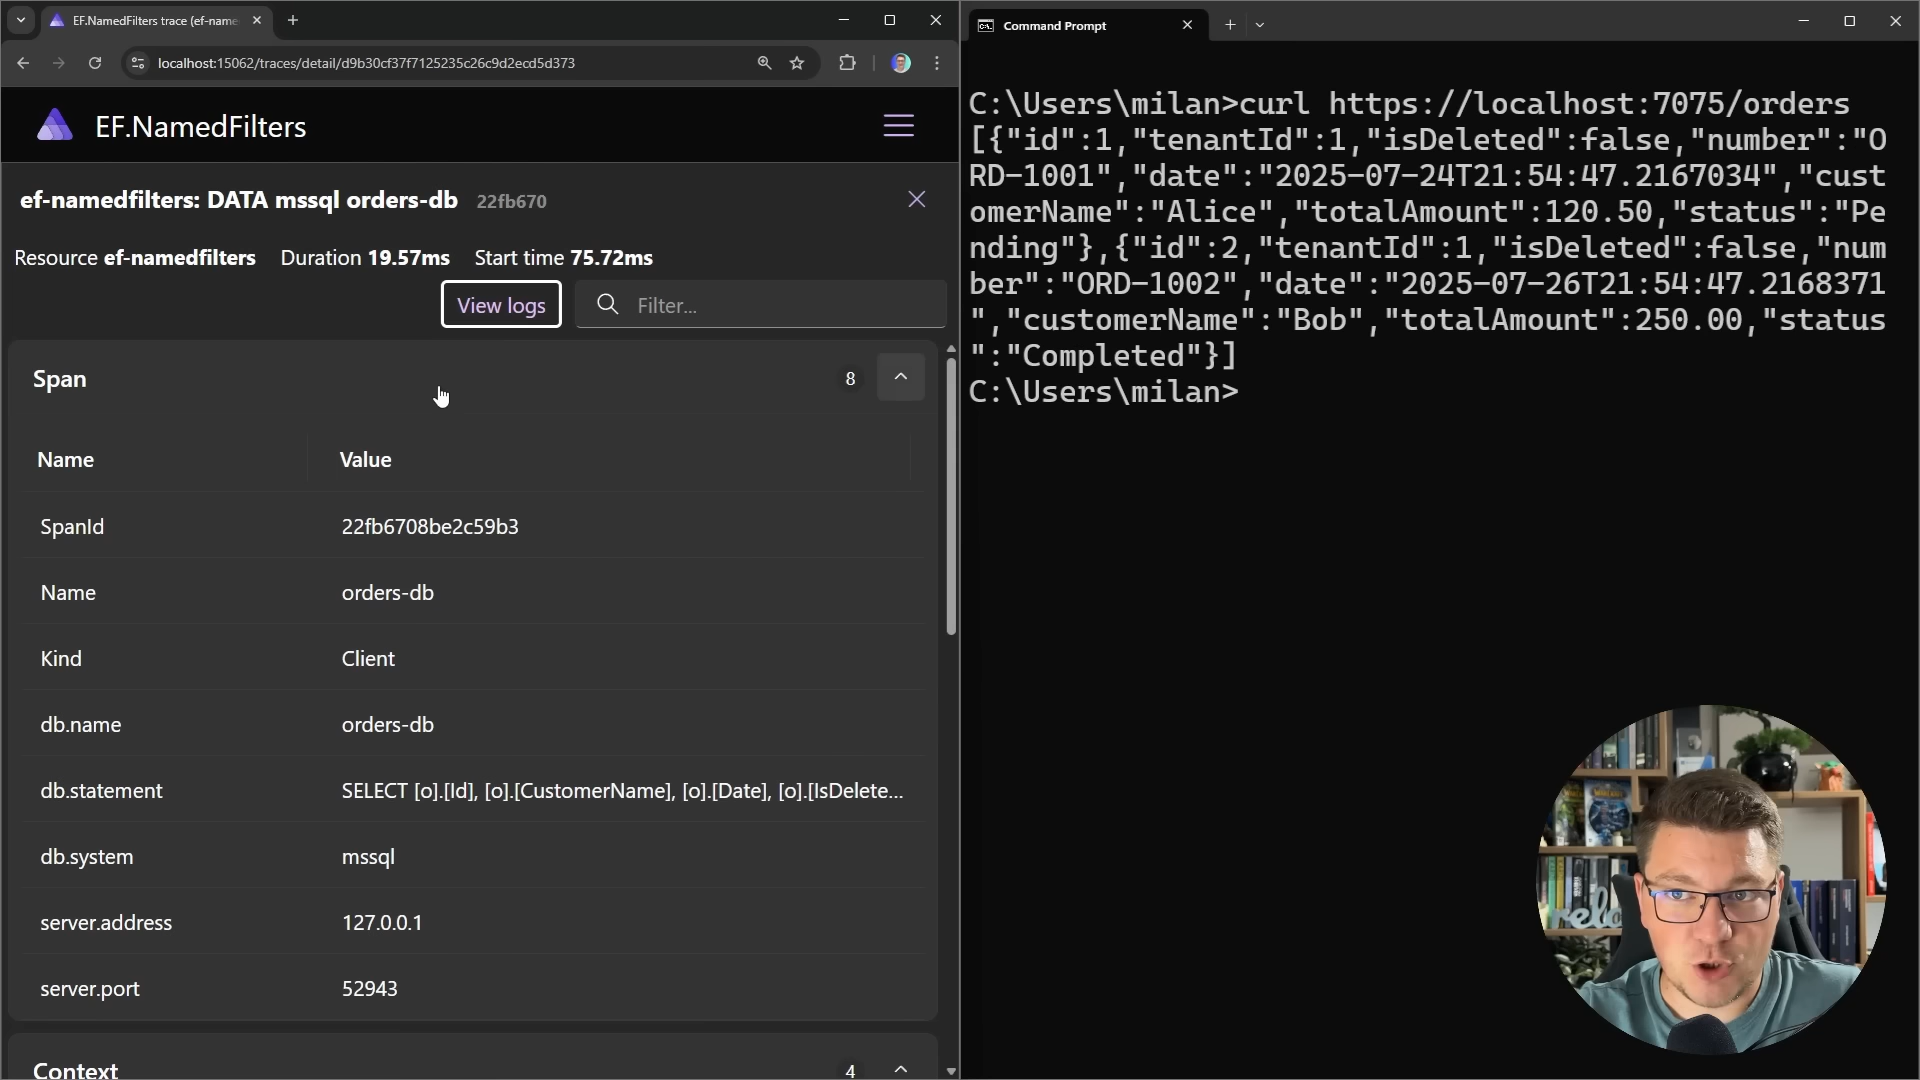 EF.NamedFilters trace (ef-name
localhost:15062/traces/detail/d9b30cf37f7125235c26c9d2ecd5d373
EF.NamedFilters
ef-namedfilters: DATA mssql orders-db 22fb670
Resource ef-namedfilters Duration 19.57ms Start time 75.72ms
View logs
Filter...
Span 8
Name Value
SpanId 22fb6708be2c59b3
Name orders-db
Kind Client
db.name orders-db
db.statement SELECT [o].[Id], [o].[CustomerName], [o].[Date], [o].[IsDelete...
db.system mssql
server.address 127.0.0.1
server.port 52943
Context 4
Command Prompt
C:\Users\milan>curl https://localhost:7075/orders
[{"id":1,"tenantId":1,"isDeleted":false,"number":"O
RD-1001","date":"2025-07-24T21:54:47.2167034","cust
omerName":"Alice","totalAmount":120.50,"status":"Pe
nding"},{"id":2,"tenantId":1,"isDeleted":false,"num
ber":"ORD-1002","date":"2025-07-26T21:54:47.2168371
","customerName":"Bob","totalAmount":250.00,"status
":"Completed"}]
C:\Users\milan>